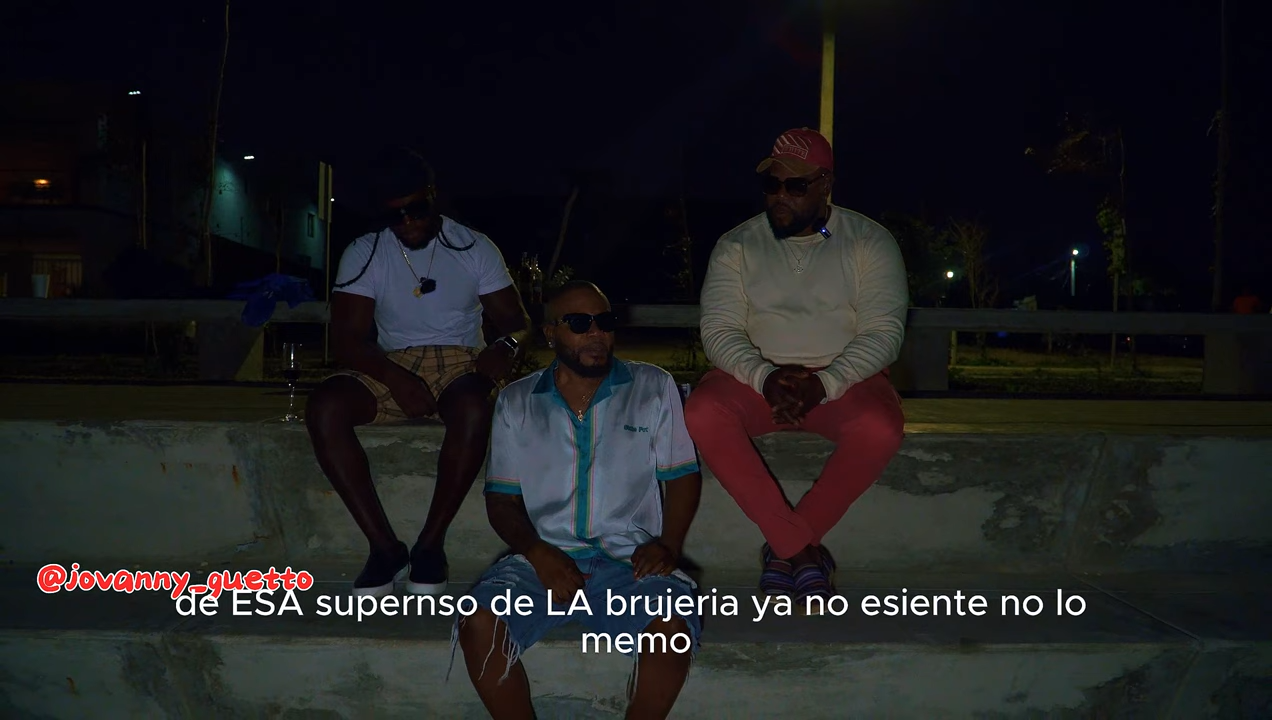 @jovanny_guetto
de ESA supernso de LA brujeria ya no esiente no lo
memo